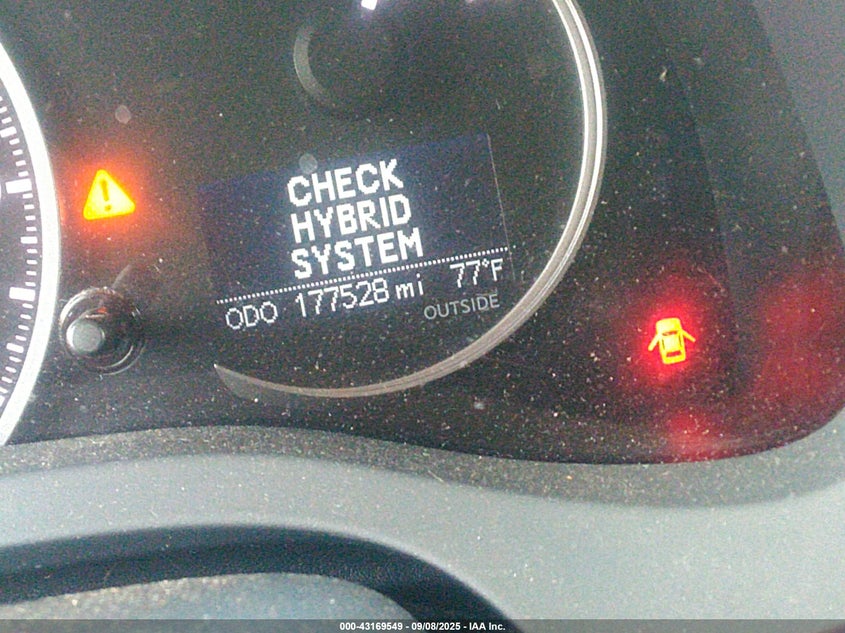 CHECK
HYBRID
SYSTEM
ODO 177528 mi 77°F
OUTSIDE
000-43169549 - 09/08/2025 - IAA Inc.